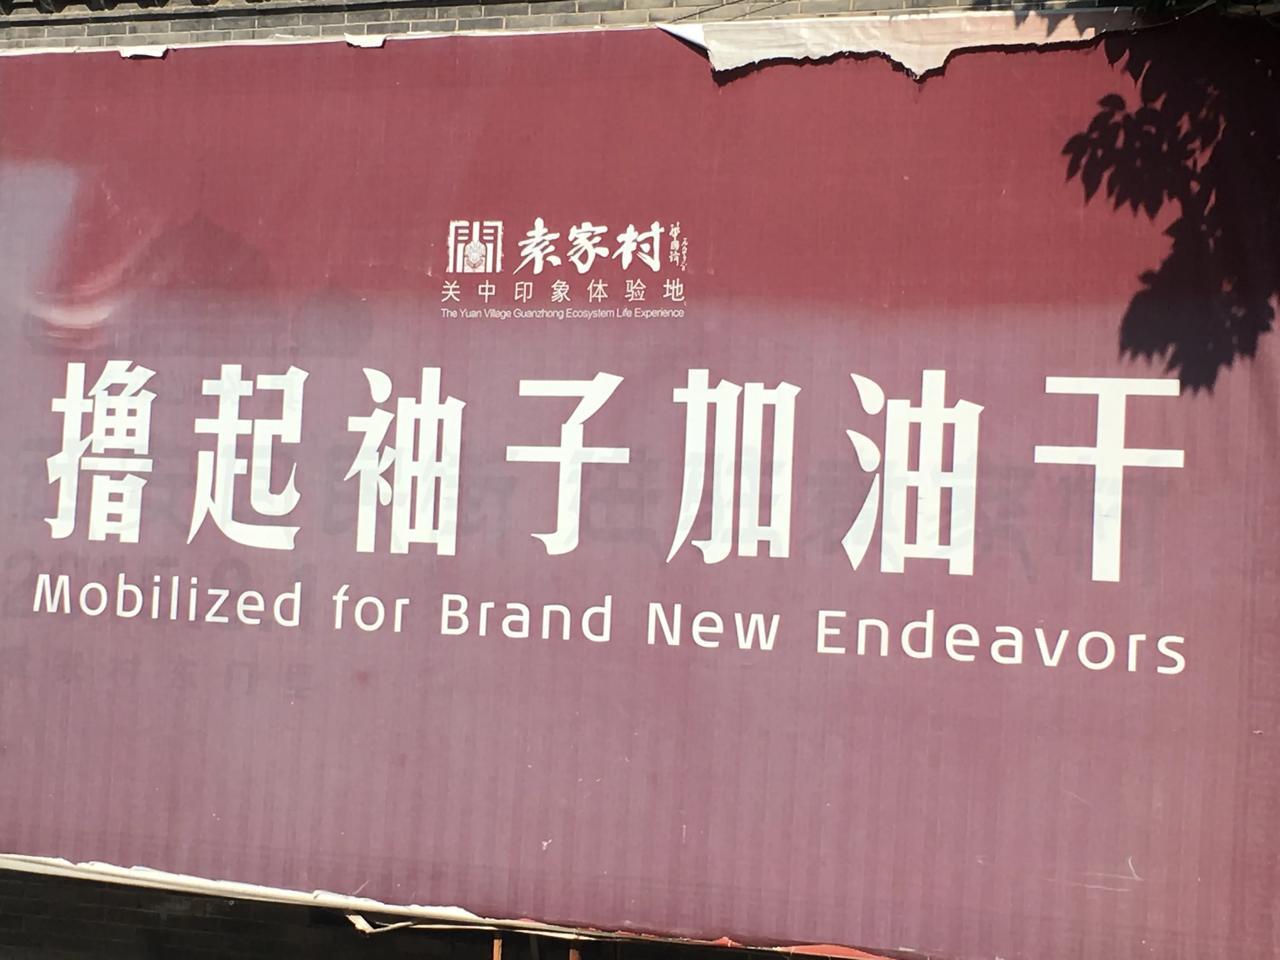 袁家村
关中印象体验地
The Yuan Village Guanzhong Ecosystem Life Experience
撸起袖子加油干
Mobilized for Brand New Endeavors